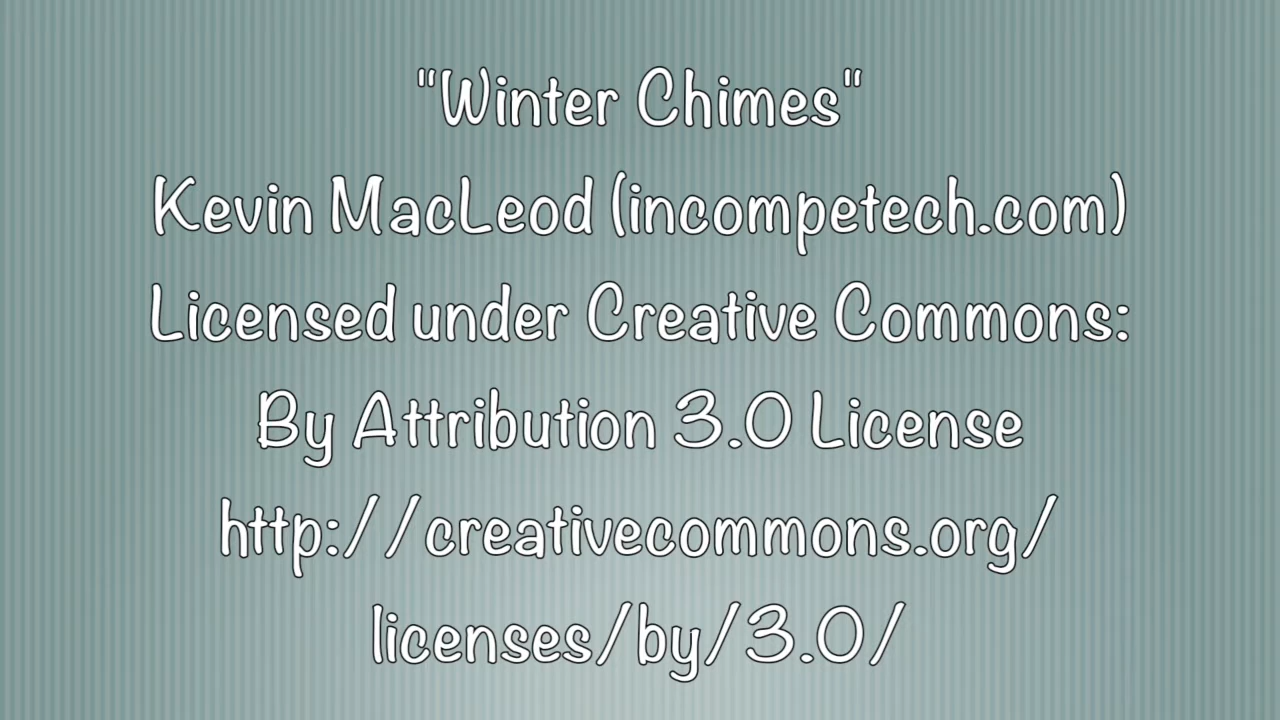 "Winter Chimes"
Kevin MacLeod (incompetech.com)
Licensed under Creative Commons:
By Attribution 3.0 License
http://creativecommons.org/
licenses/by/3.0/